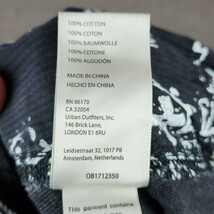 100% COTTON
100% COTON
100% BAUMWOLLE
100% COTONE
100% ALGODÓN
MADE IN CHINA
HECHO EN CHINA
RN 66170
CA 32054
Urban Outfitters, Inc.
146 Brick Lane,
LONDON E1 6RU
Leidsestraat 32, 1017 PB
Amsterdam, Netherlands
OB1712350
This garment contains